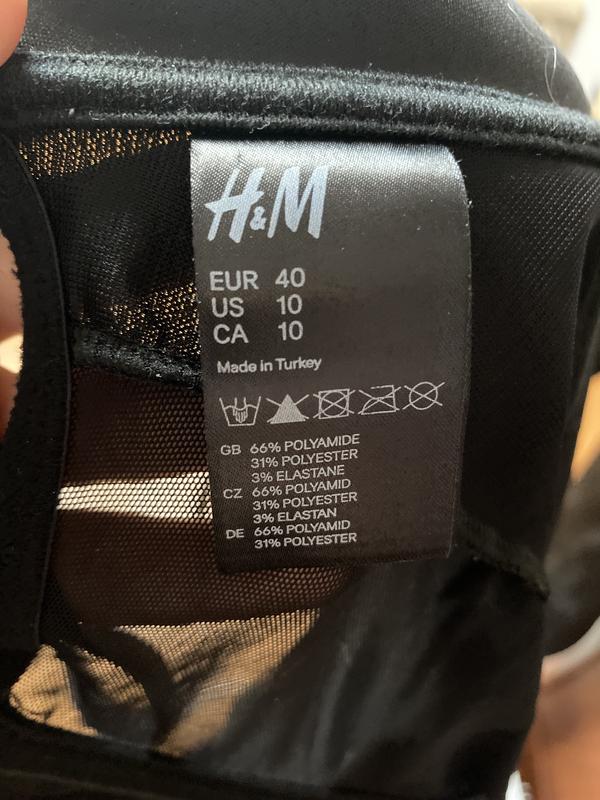 H&M
EUR 40
US 10
CA 10
Made in Turkey
GB 66% POLYAMIDE
31% POLYESTER
3% ELASTANE
CZ 66% POLYAMID
31% POLYESTER
3% ELASTAN
DE 66% POLYAMID
31% POLYESTER